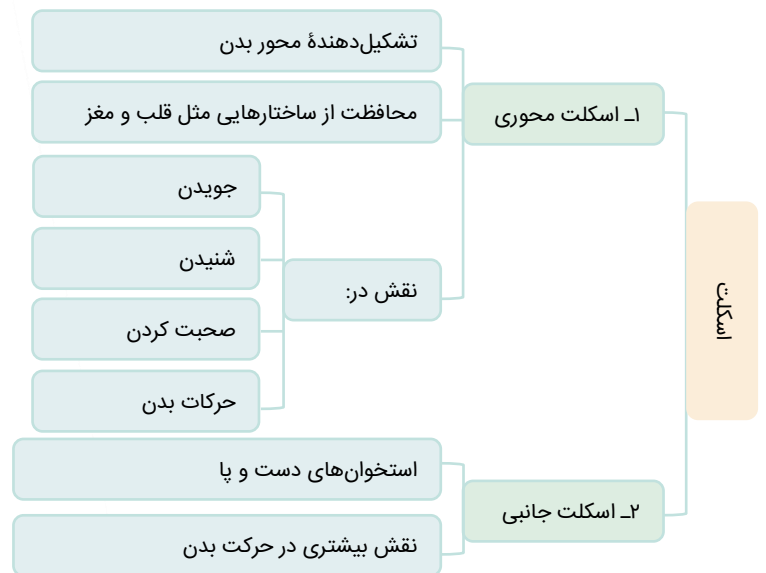 اسکلت
۱ـ اسکلت محوری
تشکیل‌دهندهٔ محور بدن
محافظت از ساختارهایی مثل قلب و مغز
نقش در:
جویدن
شنیدن
صحبت کردن
حرکات بدن
۲ـ اسکلت جانبی
استخوان‌های دست و پا
نقش بیشتری در حرکت بدن